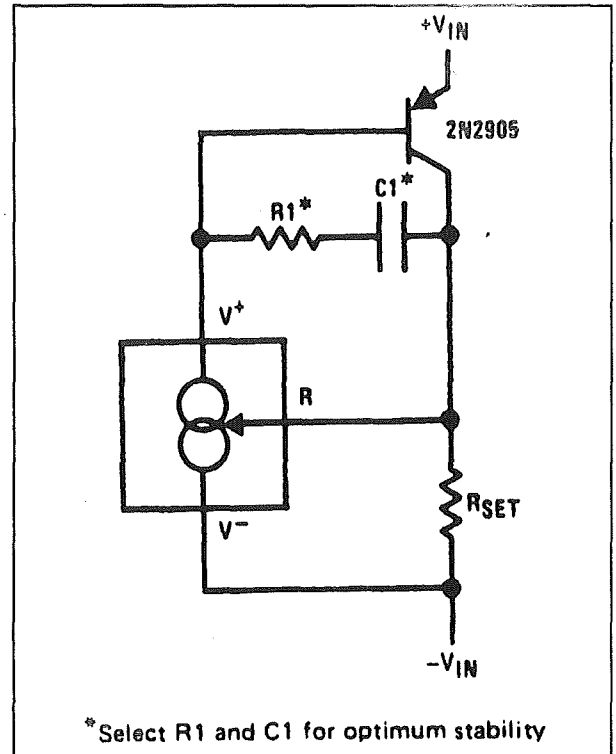 +VIN
2N2905
C1*
R1*
V+
R
RSET
V−
−VIN
*Select R1 and C1 for optimum stability